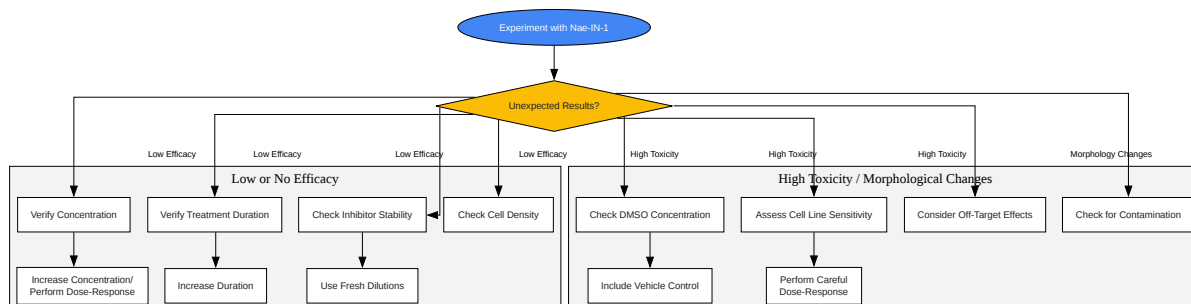 Experiment with Nae-IN-1
Unexpected Results?
Low Efficacy
Low Efficacy
Low Efficacy
Low Efficacy
High Toxicity
High Toxicity
High Toxicity
Morphology Changes
Low or No Efficacy
High Toxicity / Morphological Changes
Verify Concentration
Verify Treatment Duration
Check Inhibitor Stability
Check Cell Density
Check DMSO Concentration
Assess Cell Line Sensitivity
Consider Off-Target Effects
Check for Contamination
Increase Concentration/
Perform Dose-Response
Increase Duration
Use Fresh Dilutions
Include Vehicle Control
Perform Careful
Dose-Response